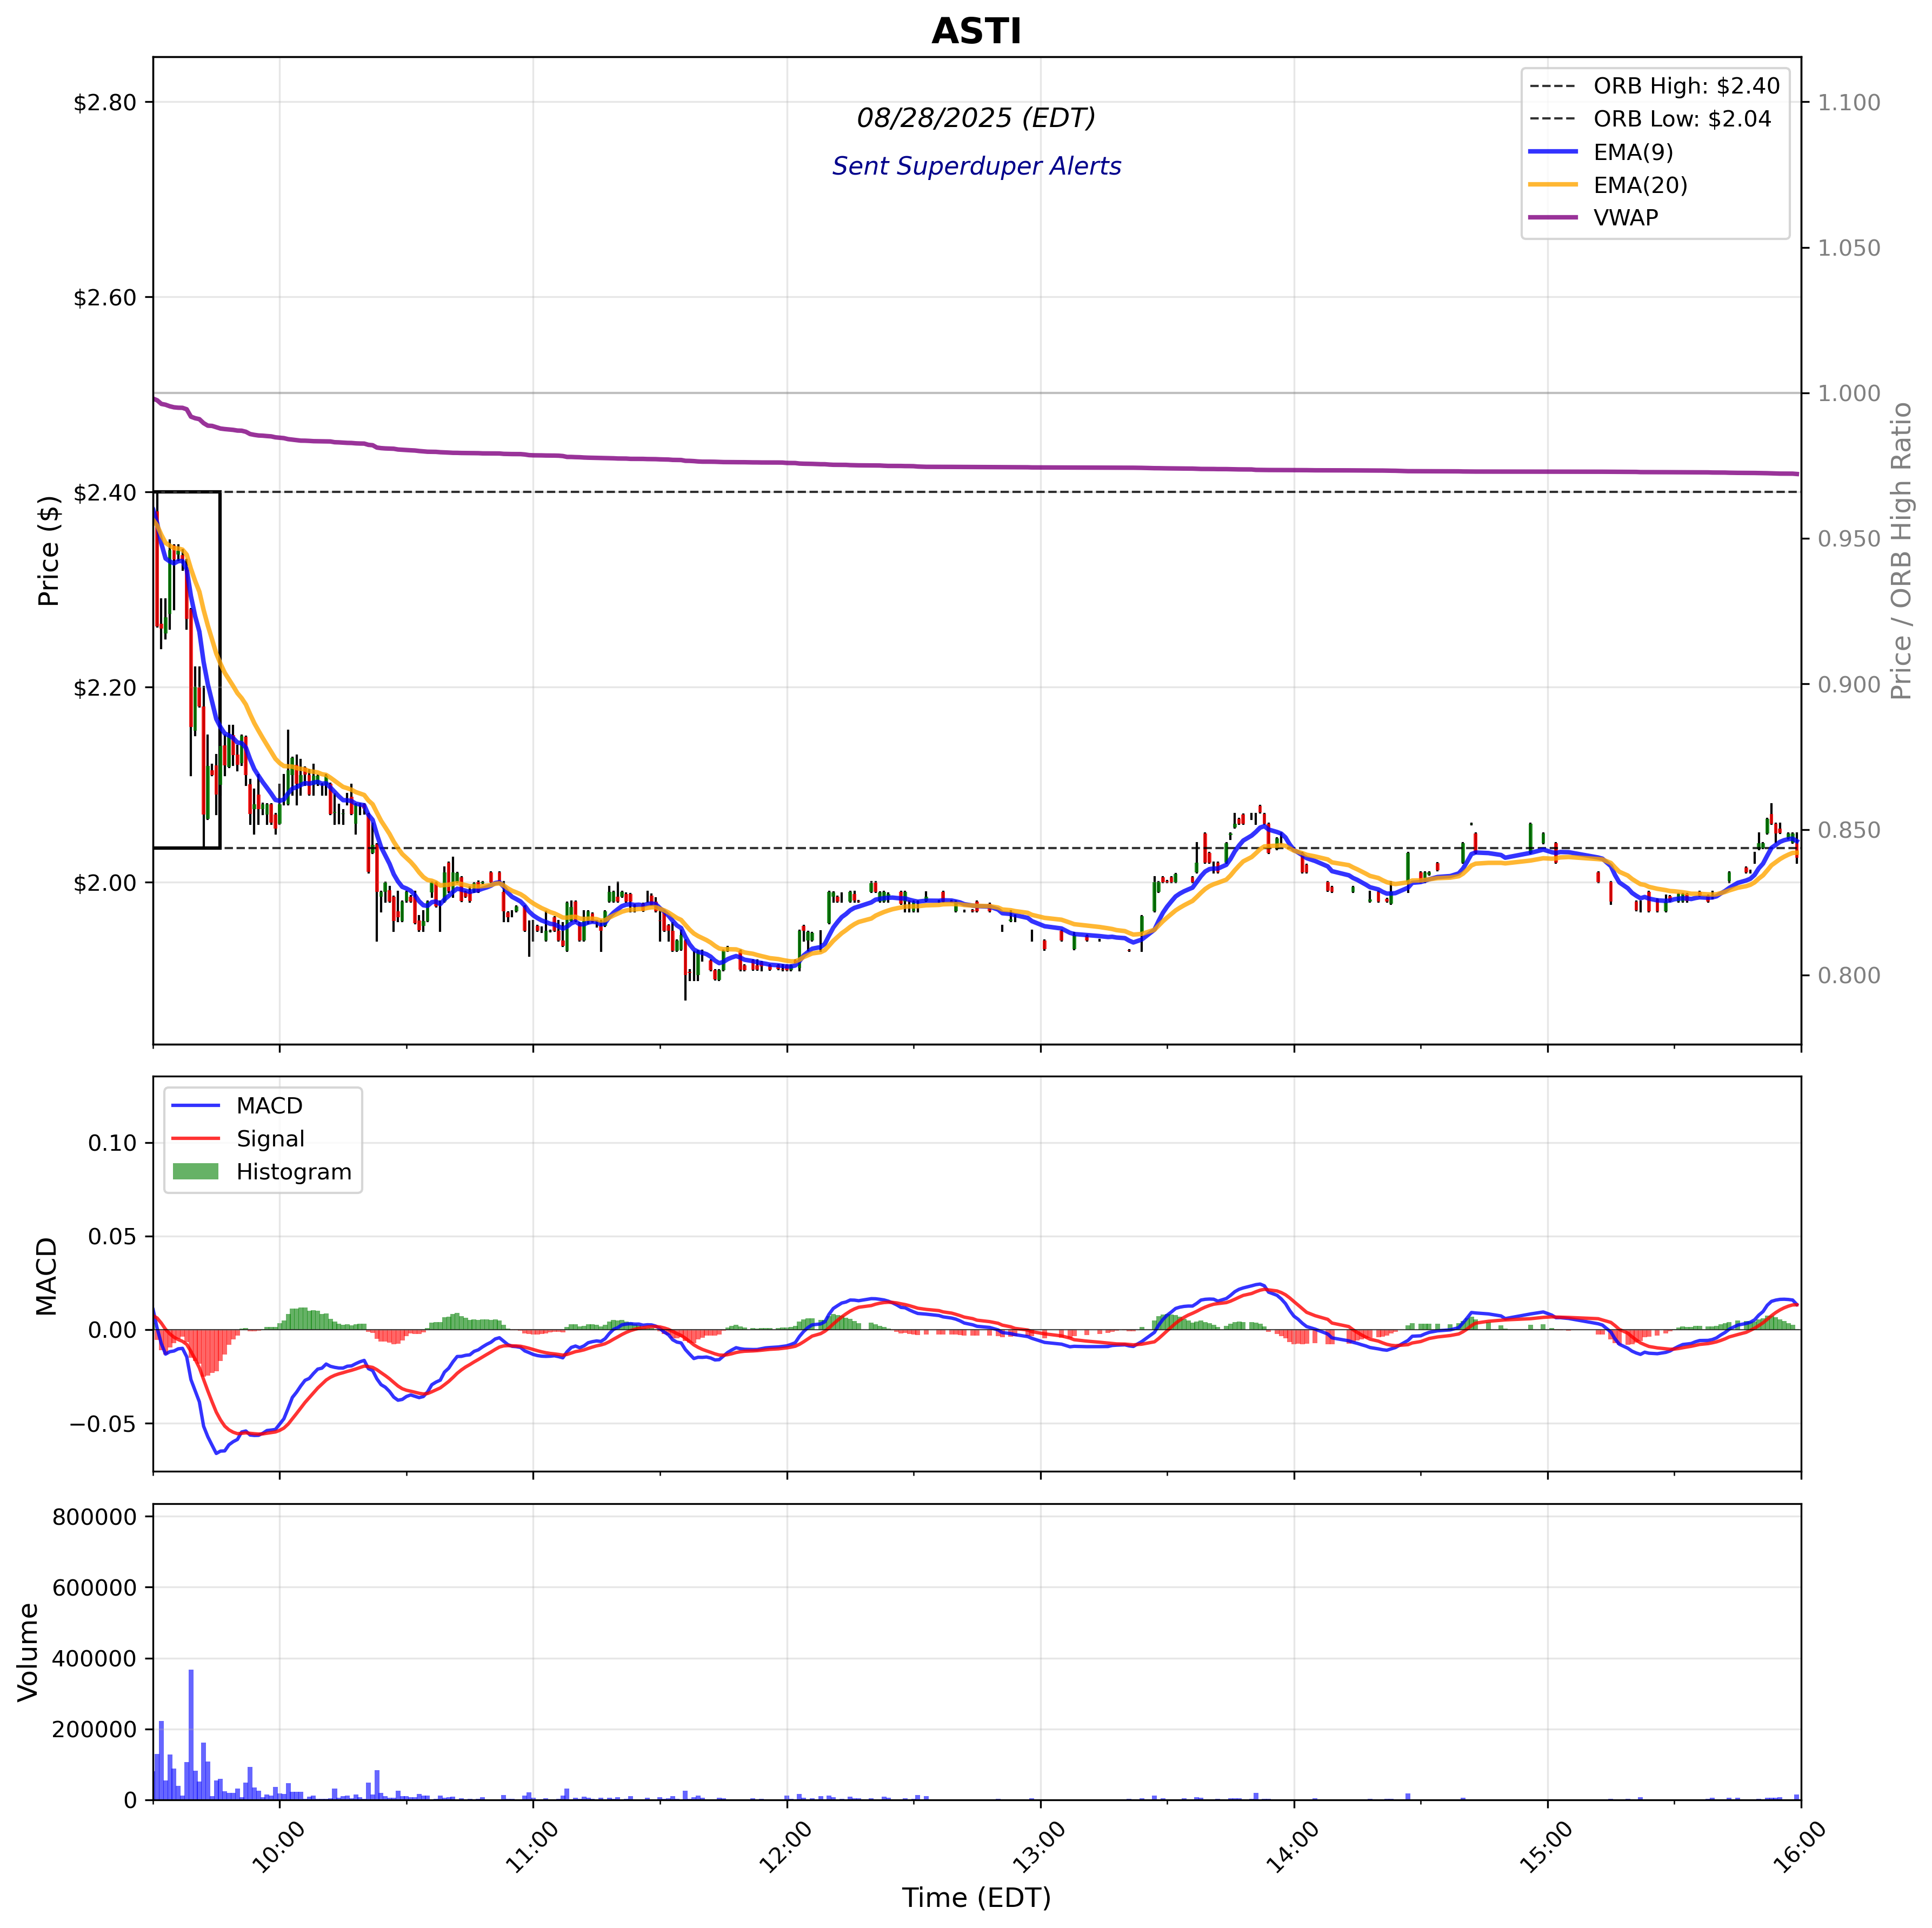 ASTI
08/28/2025 (EDT)
Sent Superduper Alerts
ORB High: $2.40
ORB Low: $2.04
EMA(9)
EMA(20)
VWAP
Price ($)
$2.80
$2.60
$2.40
$2.20
$2.00
1.100
1.050
1.000
0.950
0.900
0.850
0.800
Price / ORB High Ratio
MACD
Signal
Histogram
MACD
0.10
0.05
0.00
−0.05
Volume
800000
600000
400000
200000
0
10:00
11:00
12:00
13:00
14:00
15:00
16:00
Time (EDT)